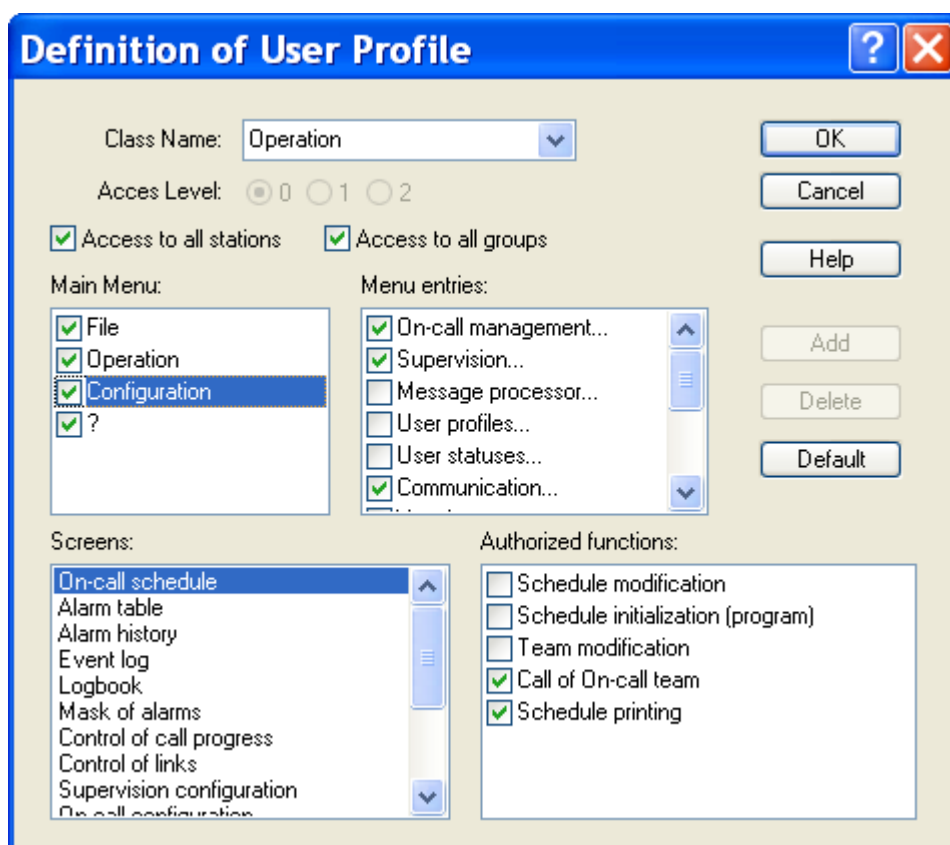 Definition of User Profile
Class Name: Operation
OK
Acces Level: 0 1 2
Cancel
Access to all stations Access to all groups
Help
Main Menu: Menu entries:
File
Operation
Configuration
?
On-call management...
Supervision...
Message processor...
User profiles...
User statuses...
Communication...
Add
Delete
Default
Screens:
On-call schedule
Alarm table
Alarm history
Event log
Logbook
Mask of alarms
Control of call progress
Control of links
Supervision configuration
On call configuration
Authorized functions:
Schedule modification
Schedule initialization (program)
Team modification
Call of On-call team
Schedule printing